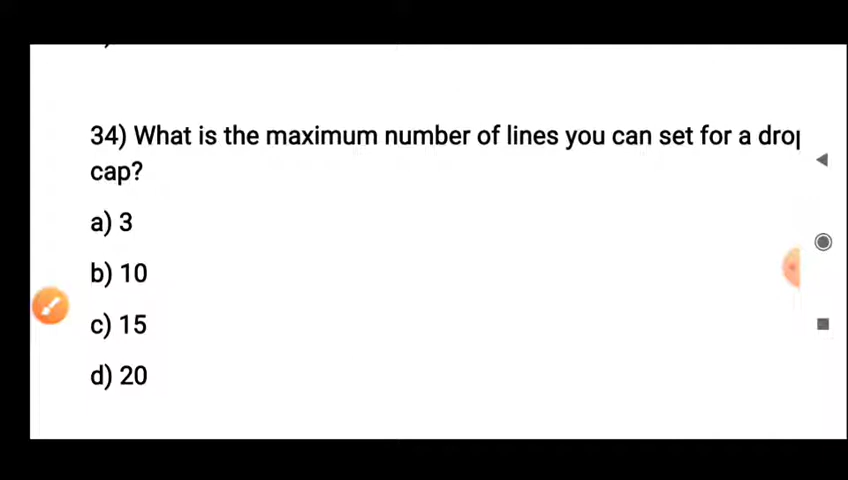 34) What is the maximum number of lines you can set for a drop
cap?
a) 3
b) 10
c) 15
d) 20